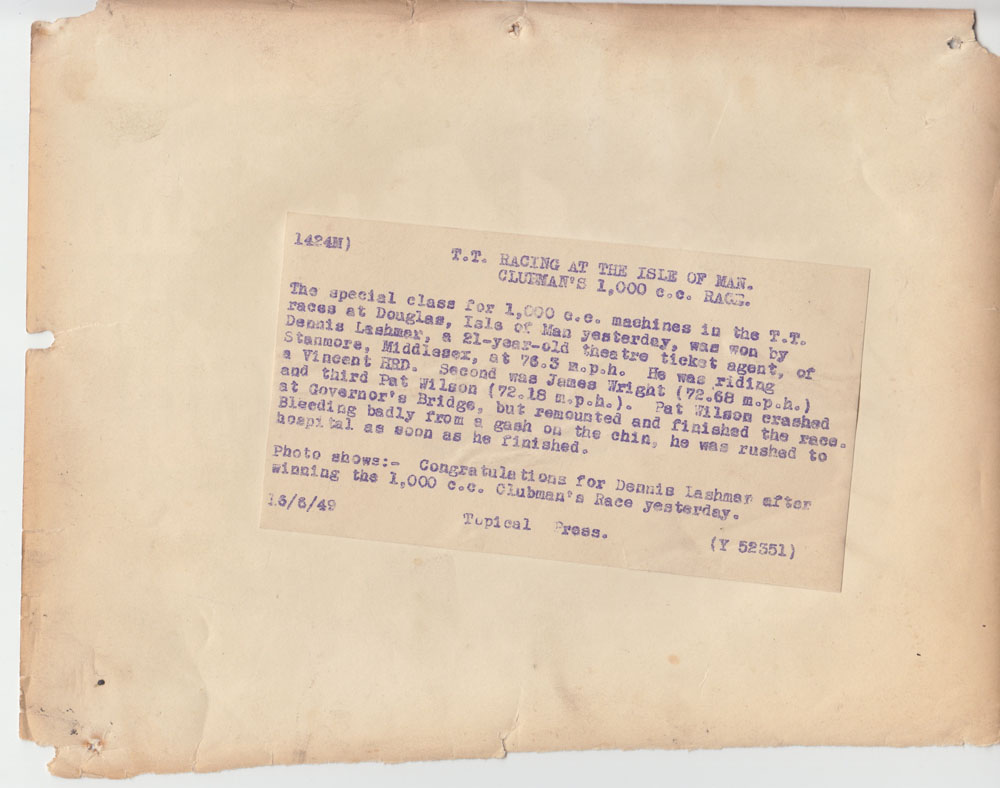 1424M)
T.T. RACING AT THE ISLE OF MAN.
CLUBMAN'S 1,000 c.c. RACE.
The special class for 1,000 c.c. machines in the T.T.
races at Douglas, Isle of Man yesterday, was won by
Dennis Lashmar, a 21-year-old theatre ticket agent, of
Stanmore, Middlesex, at 76.3 m.p.h. He was riding
a Vincent HRD. Second was James Wright (72.68 m.p.h.)
and third Pat Wilson (72.18 m.p.h.). Pat Wilson crashed
at Governor's Bridge, but remounted and finished the race.
Bleeding badly from a gash on the chin, he was rushed to
hospital as soon as he finished.
Photo shows:- Congratulations for Dennis Lashmar after
winning the 1,000 c.c. Clubman's Race yesterday.
16/6/49
Topical Press.
(Y 52351)